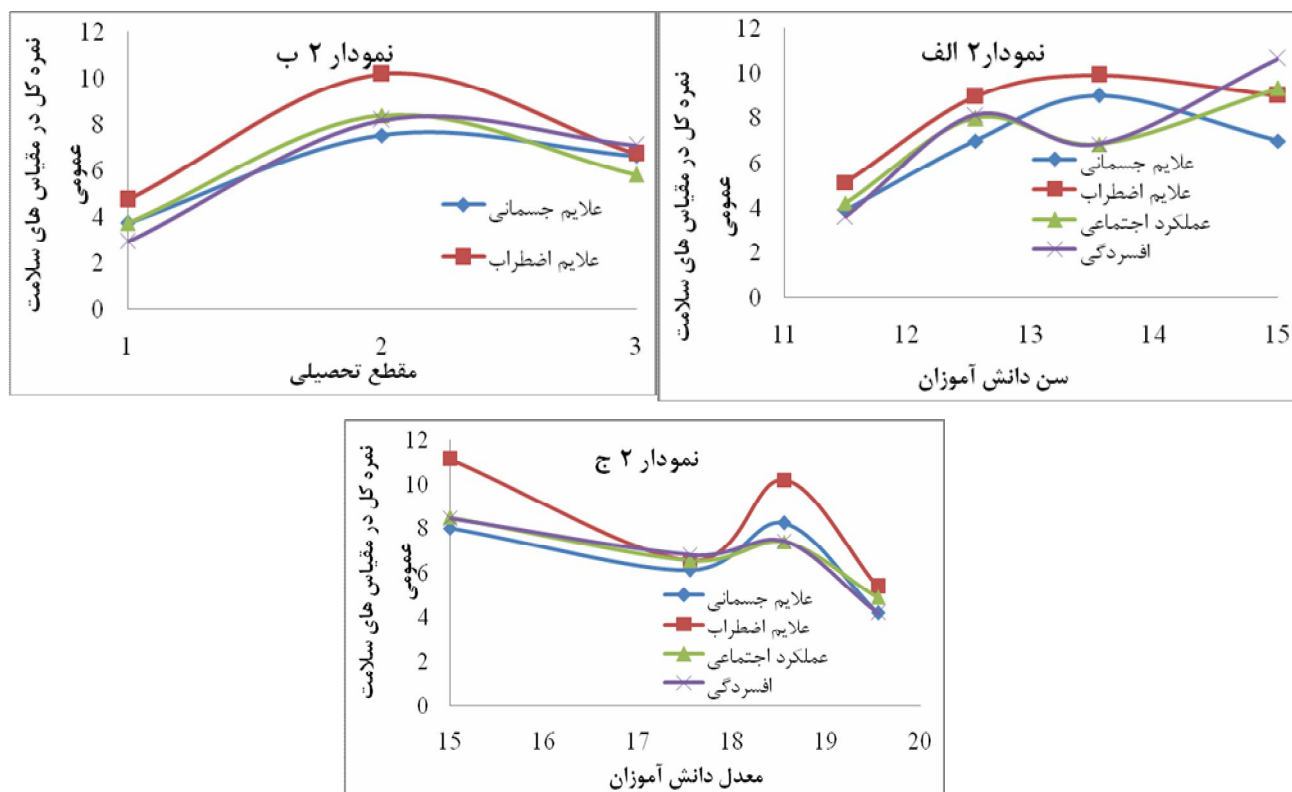 نمودار۲ الف
نمره کل در مقیاس های سلامت
عمومی
12
10
8
6
4
2
0
علایم جسمانی
علایم اضطراب
عملکرد اجتماعی
افسردگی
11 12 13 14 15
سن دانش آموزان
نمودار ۲ ب
نمره کل در مقیاس های سلامت
عمومی
12
10
8
6
4
2
0
علایم جسمانی
علایم اضطراب
1 2 3
مقطع تحصیلی
نمودار ۲ ج
نمره کل در مقیاس های سلامت
عمومی
12
10
8
6
4
2
0
علایم جسمانی
علایم اضطراب
عملکرد اجتماعی
افسردگی
15 16 17 18 19 20
معدل دانش آموزان